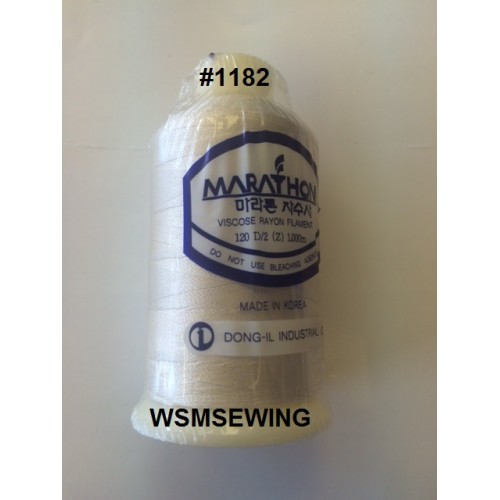 #1182
MARATHON
마라톤 자수사
VISCOSE RAYON FILAMENT
120 D/2 (Z) 1,000m
DO NOT USE BLEACHING
MADE IN KOREA
DONG-IL INDUSTRIAL
WSMSEWING